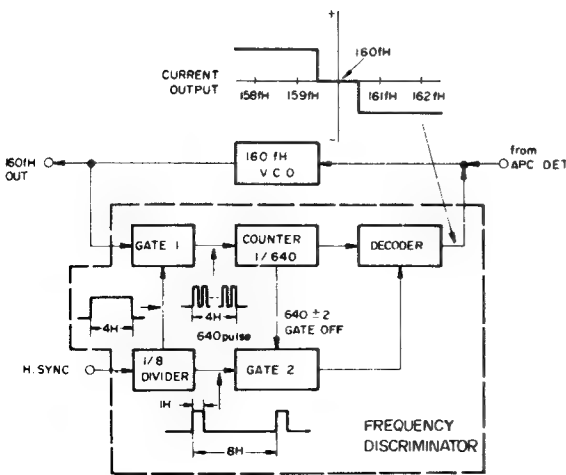 +
160fH
CURRENT
OUTPUT
158fH 159fH 161fH 162fH
-
160fH
OUT
160 fH
V C O
from
APC DET
GATE 1
COUNTER
1/640
DECODER
4H
4H
640pulse
640 ± 2
GATE OFF
H. SYNC
1/8
DIVIDER
GATE 2
1H
8H
FREQUENCY
DISCRIMINATOR